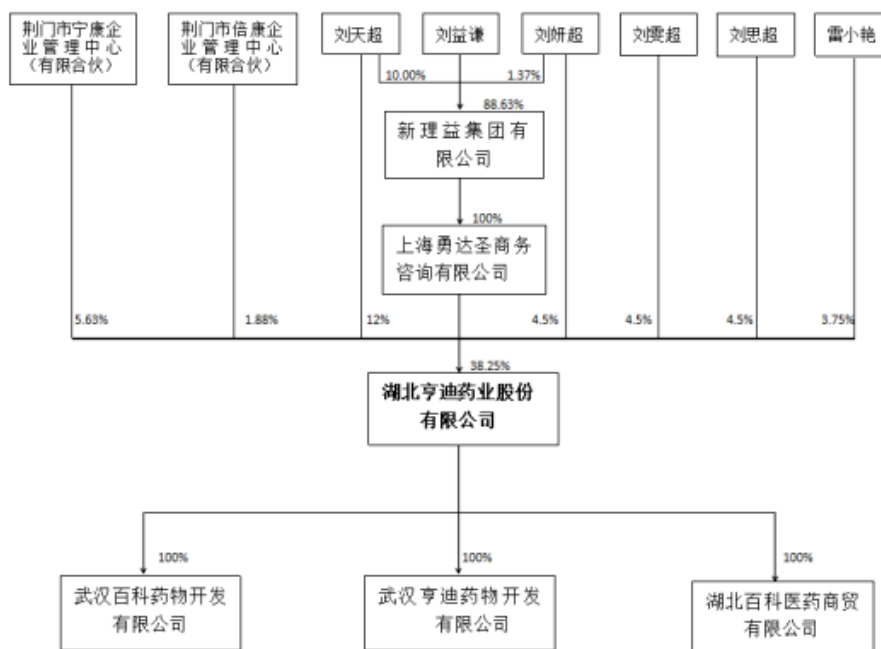 荆门市宁康企
业管理中心
（有限合伙）
荆门市倍康企
业管理中心
（有限合伙）
刘天超
刘益谦
刘妍超
刘雯超
刘思超
雷小艳
10.00%
1.37%
88.63%
新理益集团有
限公司
100%
上海勇达圣商务
咨询有限公司
5.63%
1.88%
12%
4.5%
4.5%
4.5%
3.75%
38.25%
湖北亨迪药业股份
有限公司
100%
100%
100%
武汉百科药物开发
有限公司
武汉亨迪药物开发
有限公司
湖北百科医药商贸
有限公司